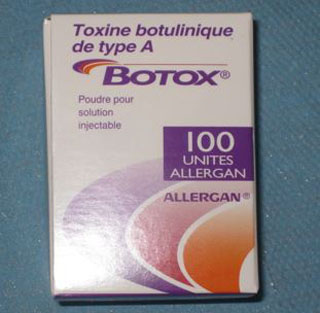 Toxine botulinique
de type A
BOTOX®
Poudre pour
solution
injectable
100
UNITES
ALLERGAN
ALLERGAN®